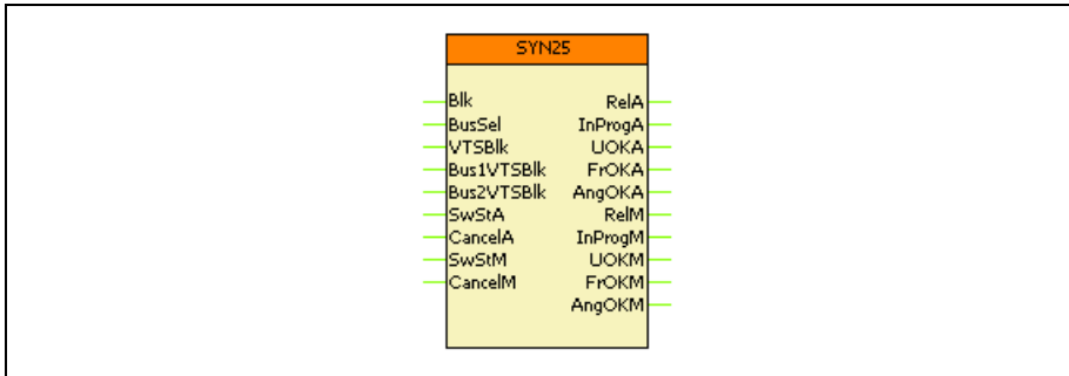 SYN25
Blk RelA
BusSel InProgA
VTSBlk UOKA
Bus1VTSBlk FrOKA
Bus2VTSBlk AngOKA
SwStA RelM
CancelA InProgM
SwStM UOKM
CancelM FrOKM
AngOKM